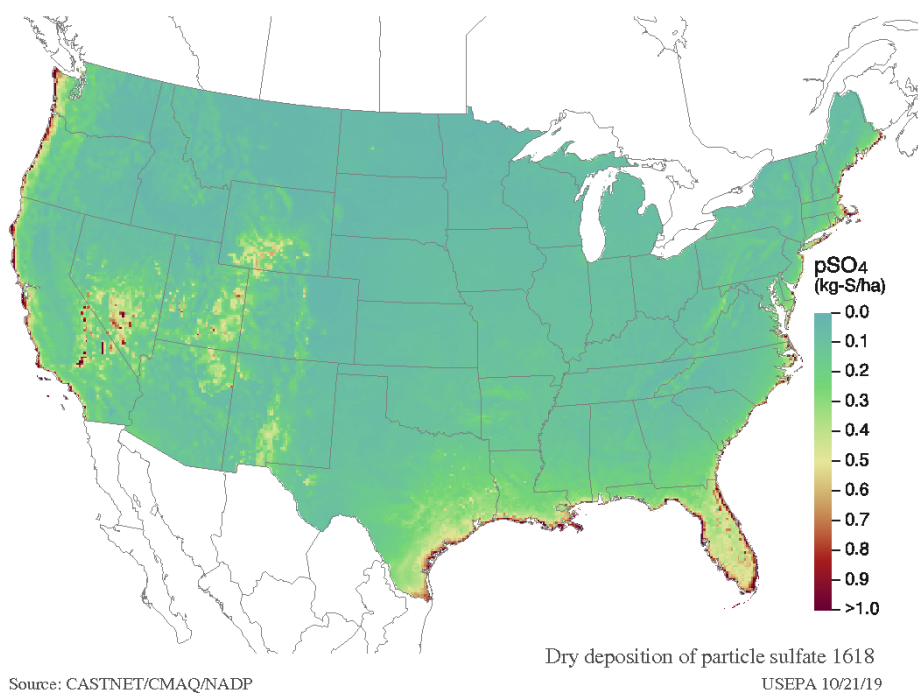 pSO₄
(kg-S/ha)
0.0
0.1
0.2
0.3
0.4
0.5
0.6
0.7
0.8
0.9
>1.0
Dry deposition of particle sulfate 1618
Source: CASTNET/CMAQ/NADP
USEPA 10/21/19